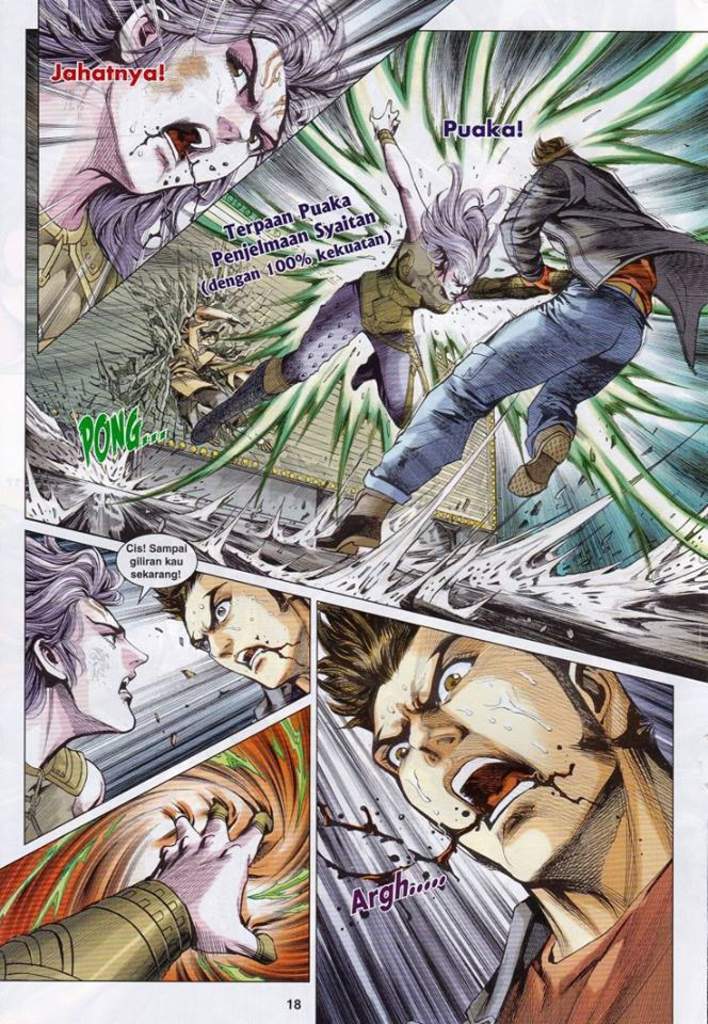 Jahatnya!
Puaka!
Terpaan Puaka
Penjelmaan Syaitan
(dengan 100% kekuatan)
PONG....
Cis! Sampai
giliran kau
sekarang!
Argh.....
18